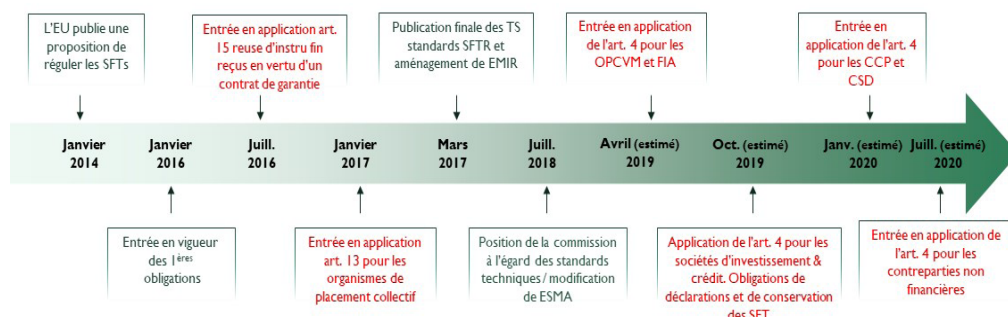 L'EU publie une
proposition de
réguler les SFTs
Entrée en application art.
15 reuse d'instru fin
reçus en vertu d'un
contrat de garantie
Publication finale des TS
standards SFTR et
aménagement de EMIR
Entrée en application
de l'art. 4 pour les
OPCVM et FIA
Entrée en
application de l'art. 4
pour les CCP et
CSD
Janvier
2014
Janvier
2016
Juill.
2016
Janvier
2017
Mars
2017
Juill.
2018
Avril (estimé)
2019
Oct. (estimé)
2019
Janv. (estimé)
2020
Juill. (estimé)
2020
Entrée en vigueur
des 1ères
obligations
Entrée en application
art. 13 pour les
organismes de
placement collectif
Position de la commission
à l'égard des standards
techniques / modification
de ESMA
Application de l'art. 4 pour les
sociétés d'investissement &
crédit. Obligations de
déclarations et de conservation
des SFT
Entrée en application de
l'art. 4 pour les
contreparties non
financières